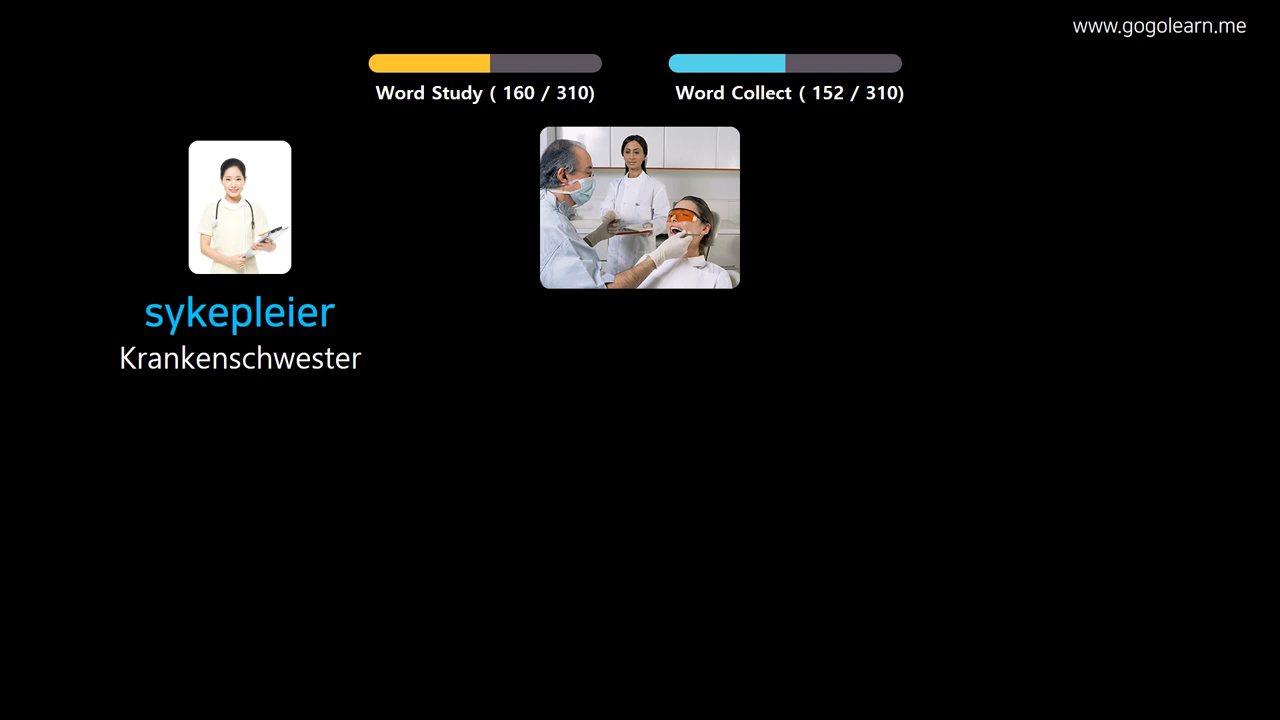 www.gogolearn.me
Word Study ( 160 / 310)
Word Collect ( 152 / 310)
sykepleier
Krankenschwester